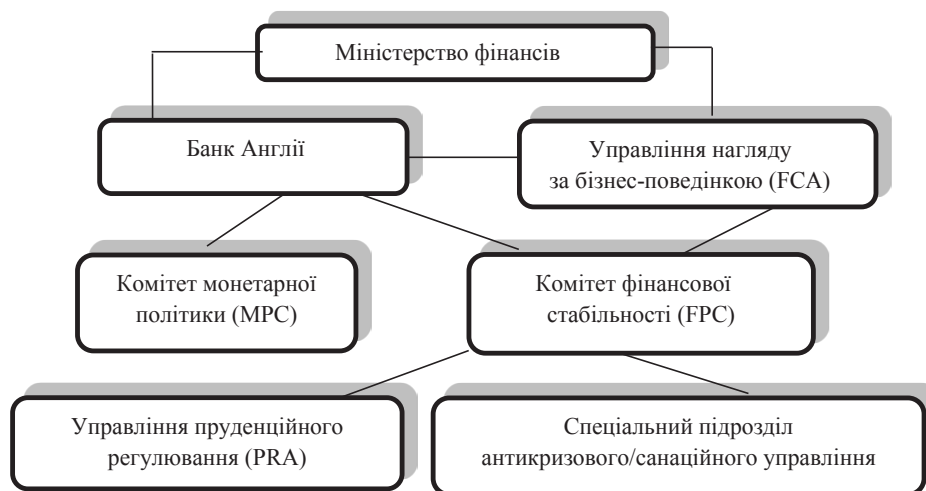 Міністерство фінансів
Банк Англії
Управління нагляду
за бізнес-поведінкою (FCA)
Комітет монетарної
політики (MPC)
Комітет фінансової
стабільності (FPC)
Управління пруденційного
регулювання (PRA)
Спеціальний підрозділ
антикризового/санаційного управління